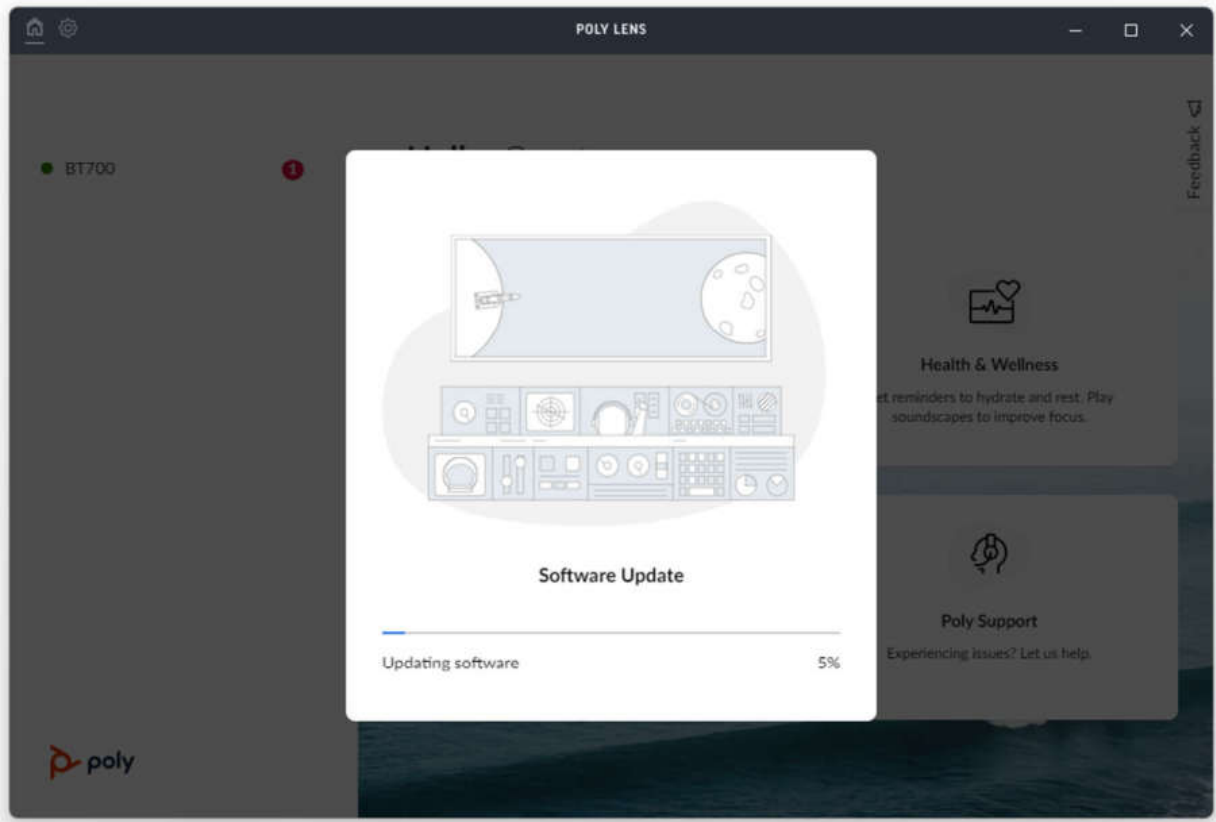 POLY LENS
Feedback
BT700
1
Health & Wellness
et reminders to hydrate and rest. Play
soundscapes to improve focus.
Software Update
Updating software 5%
Poly Support
Experiencing issues? Let us help.
poly